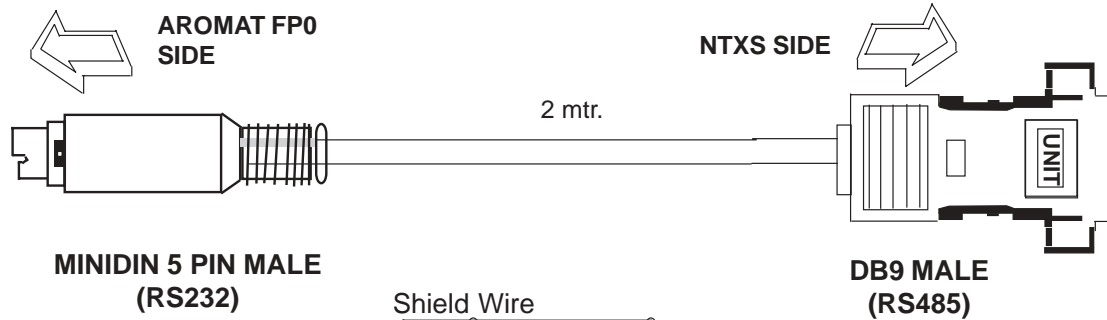 AROMAT FP0
SIDE
NTXS SIDE
2 mtr.
UNIT
MINIDIN 5 PIN MALE
(RS232)
DB9 MALE
(RS485)
Shield Wire